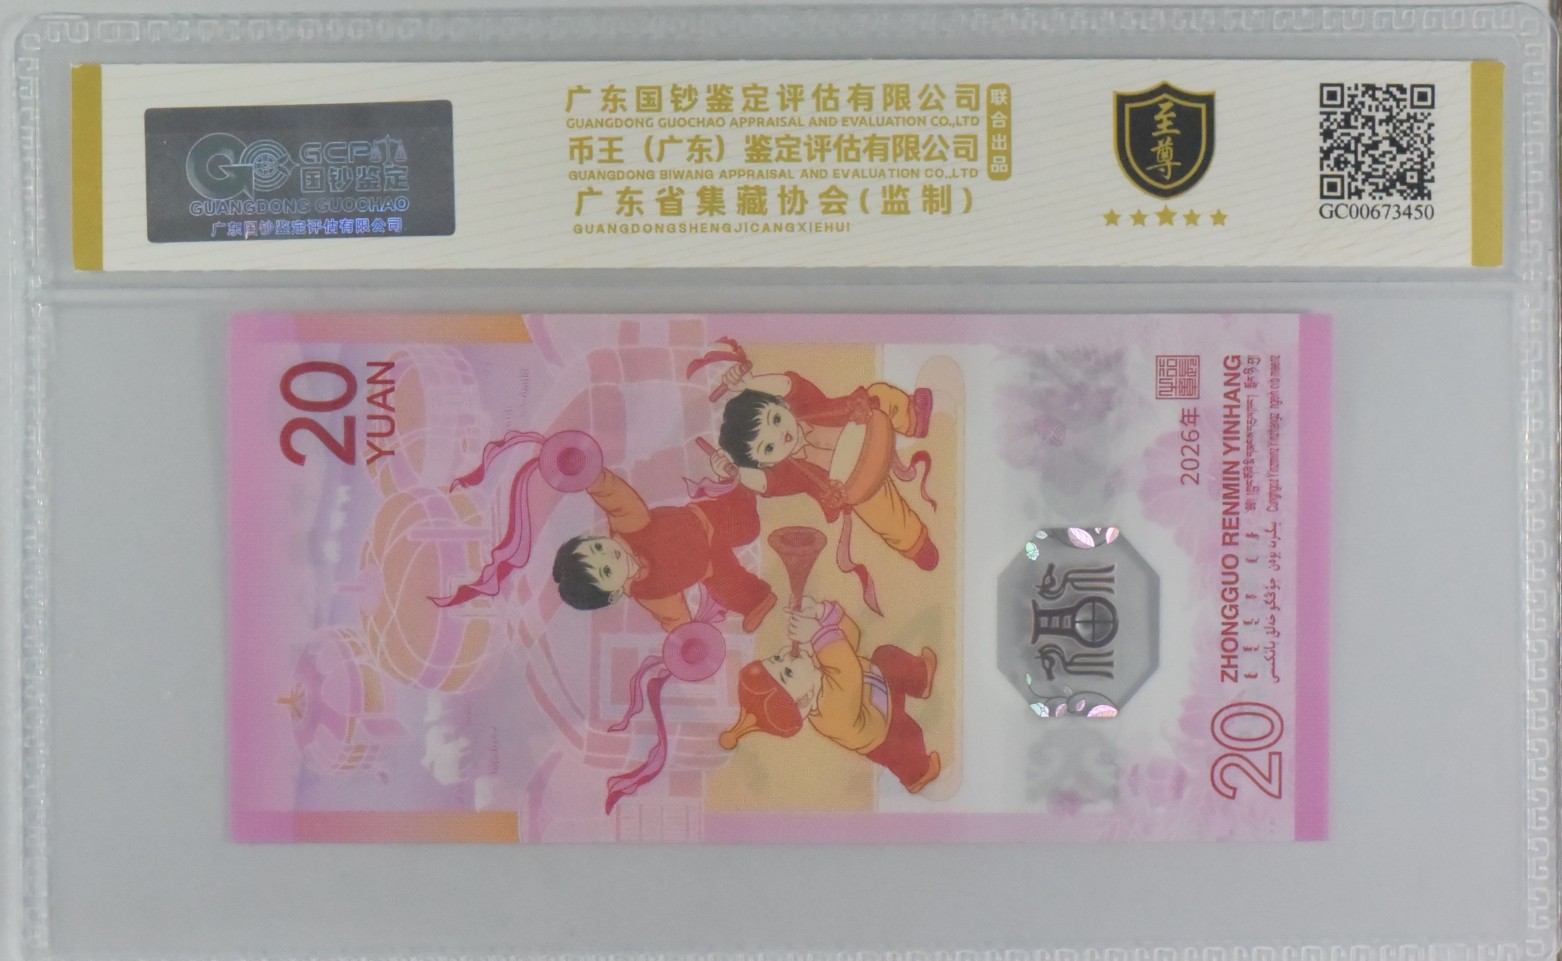 GCP
国钞鉴定
GUANGDONG GUOCHAO
广东国钞鉴定评估有限公司
广东国钞鉴定评估有限公司
GUANGDONG GUOCHAO APPRAISAL AND EVALUATION CO.,LTD
币王（广东）鉴定评估有限公司
GUANGDONG BIWANG APPRAISAL AND EVALUATION CO.,LTD
联合出品
广东省集藏协会(监制)
GUANGDONGSHENGJICANGXIEHUI
至尊
GC00673450
20
YUAN
2026年
ZHONGGUO RENMIN YINHANG
20